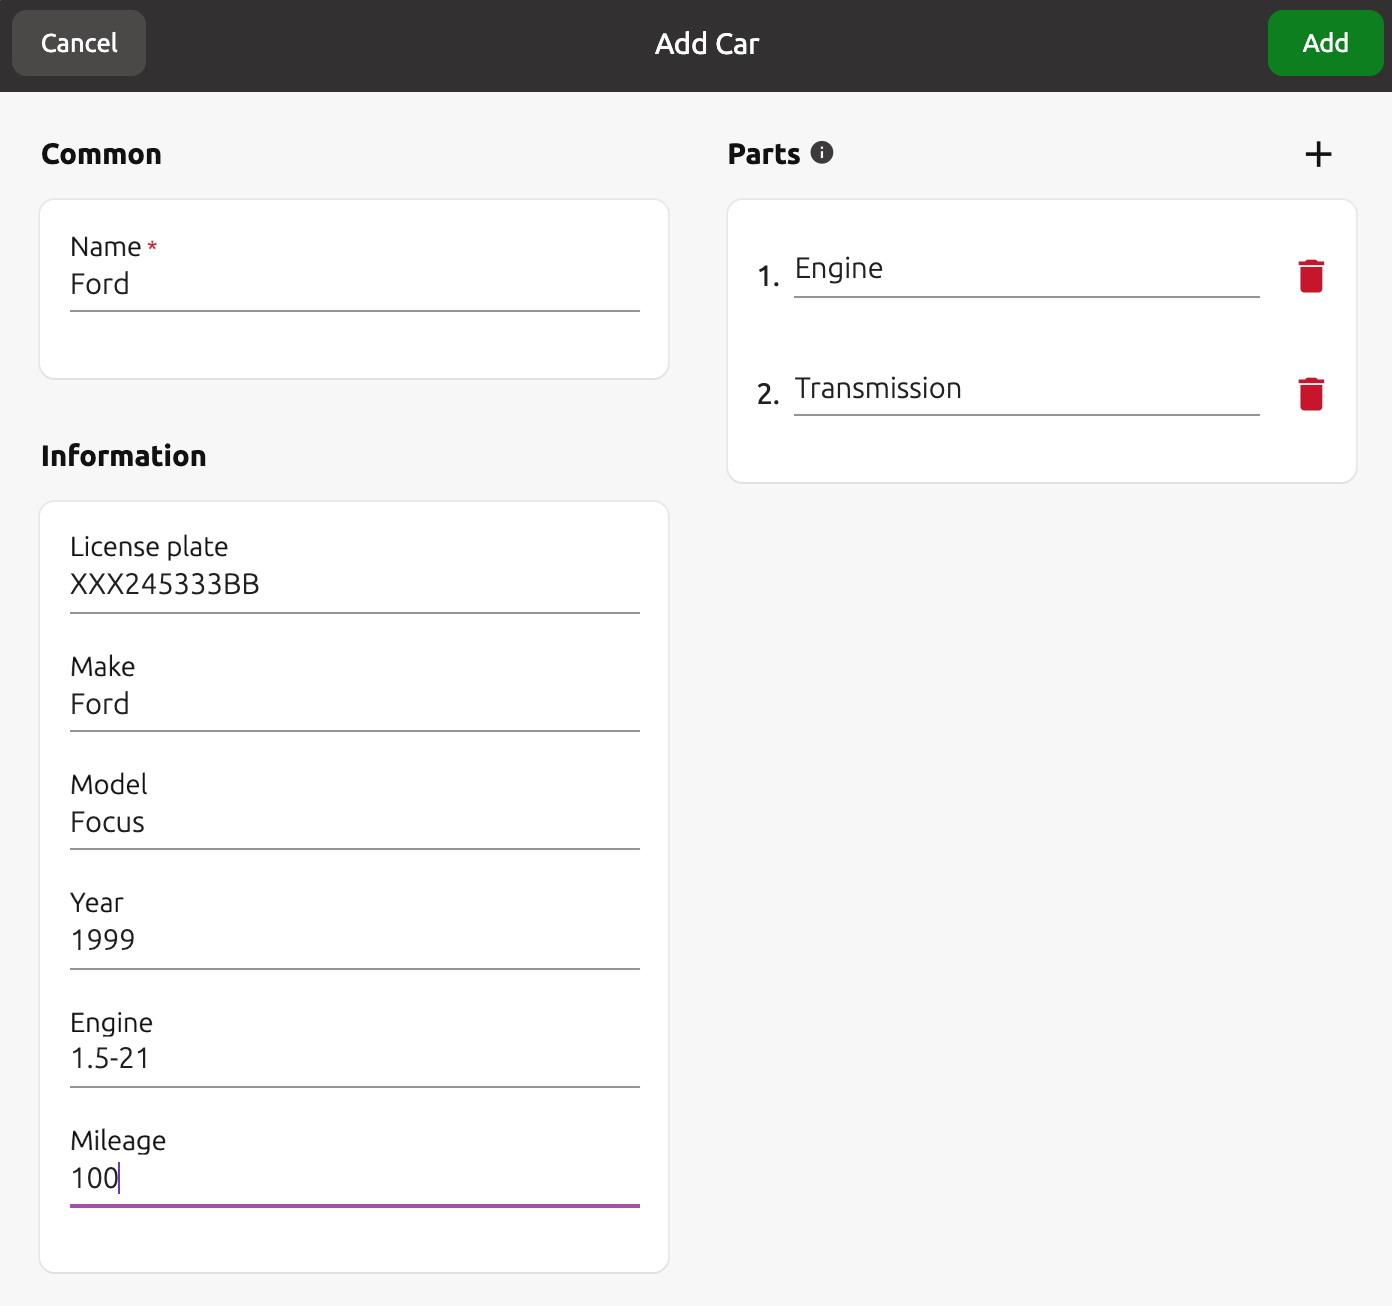 Cancel
Add Car
Add
Common
Name *
Ford
Information
License plate
XXX245333BB
Make
Ford
Model
Focus
Year
1999
Engine
1.5-21
Mileage
100
Parts
1. Engine
2. Transmission